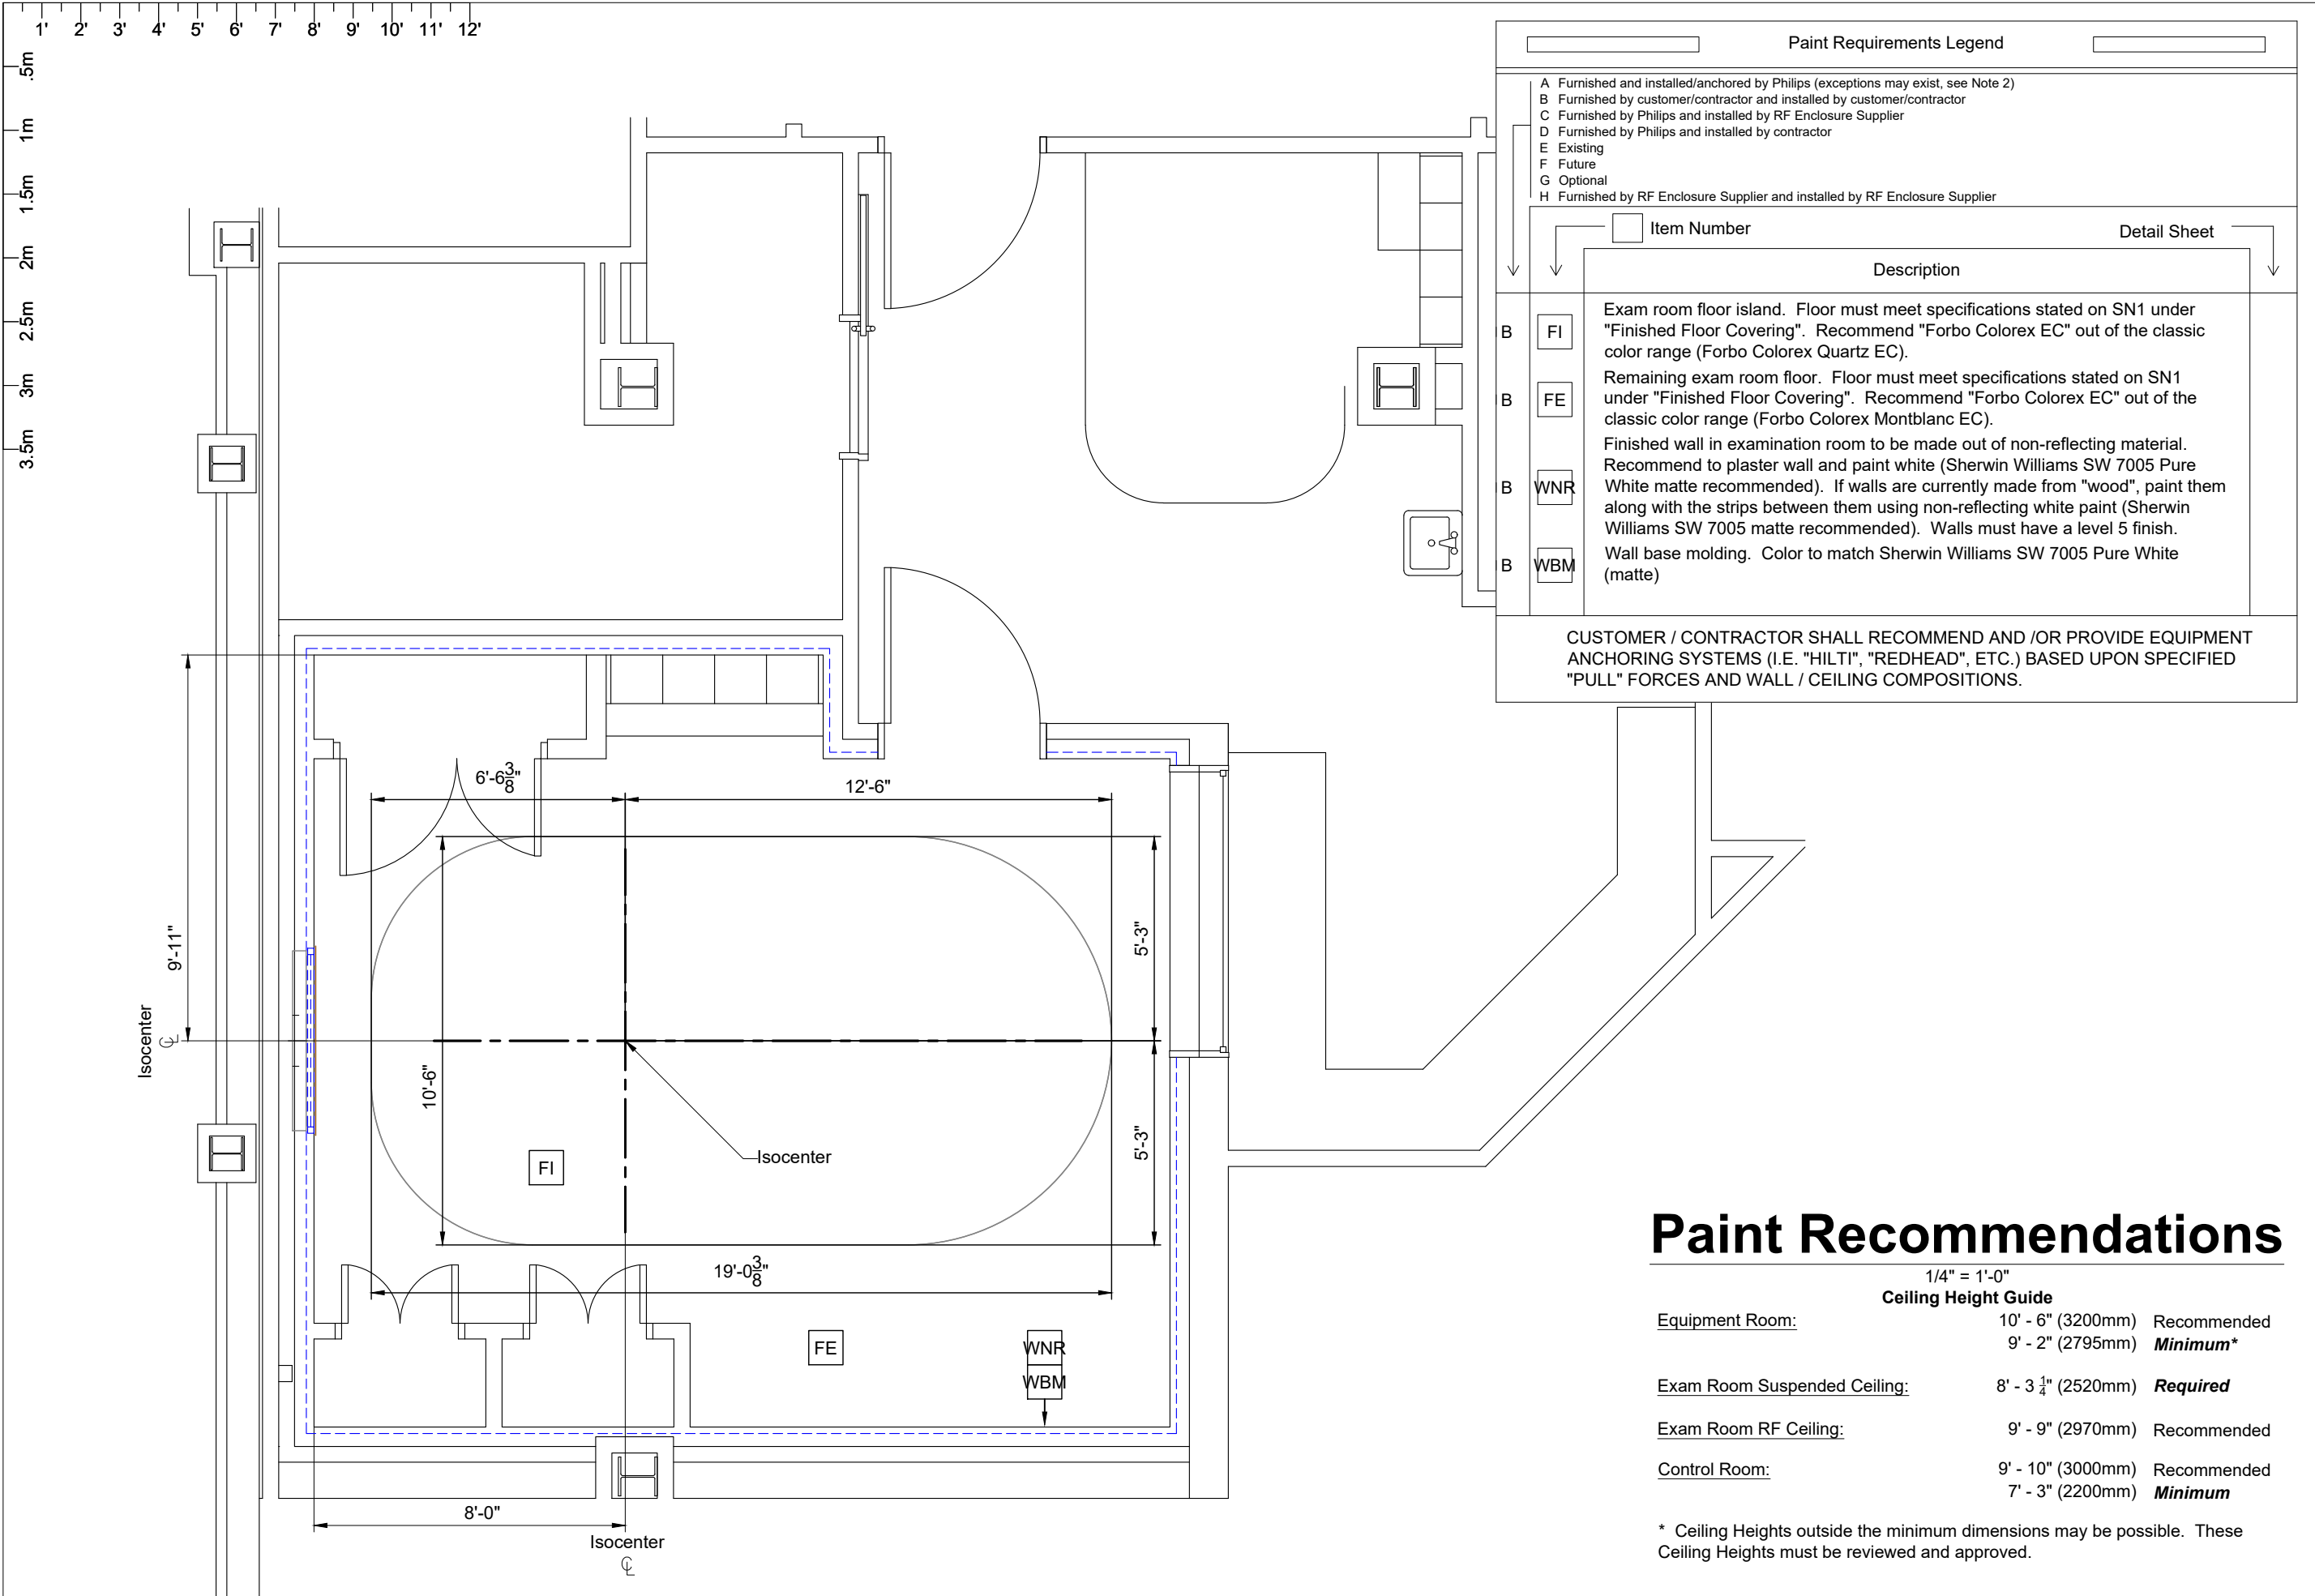 1' 2' 3' 4' 5' 6' 7' 8' 9' 10' 11' 12'
.5m
1m
1.5m
2m
2.5m
3m
3.5m
Paint Requirements Legend
A Furnished and installed/anchored by Philips (exceptions may exist, see Note 2)
B Furnished by customer/contractor and installed by customer/contractor
C Furnished by Philips and installed by RF Enclosure Supplier
D Furnished by Philips and installed by contractor
E Existing
F Future
G Optional
H Furnished by RF Enclosure Supplier and installed by RF Enclosure Supplier
Item Number
Detail Sheet
Description
B FI Exam room floor island. Floor must meet specifications stated on SN1 under
"Finished Floor Covering". Recommend "Forbo Colorex EC" out of the classic
color range (Forbo Colorex Quartz EC).
B FE Remaining exam room floor. Floor must meet specifications stated on SN1
under "Finished Floor Covering". Recommend "Forbo Colorex EC" out of the
classic color range (Forbo Colorex Montblanc EC).
B WNR Finished wall in examination room to be made out of non-reflecting material.
Recommend to plaster wall and paint white (Sherwin Williams SW 7005 Pure
White matte recommended). If walls are currently made from "wood", paint them
along with the strips between them using non-reflecting white paint (Sherwin
Williams SW 7005 matte recommended). Walls must have a level 5 finish.
B WBM Wall base molding. Color to match Sherwin Williams SW 7005 Pure White
(matte)
CUSTOMER / CONTRACTOR SHALL RECOMMEND AND /OR PROVIDE EQUIPMENT
ANCHORING SYSTEMS (I.E. "HILTI", "REDHEAD", ETC.) BASED UPON SPECIFIED
"PULL" FORCES AND WALL / CEILING COMPOSITIONS.
6'-6 3/8"
12'-6"
9'-11"
5'-3"
Isocenter
℄
10'-6"
5'-3"
Isocenter
FI
19'-0 3/8"
FE
WNR
WBM
8'-0"
Isocenter
℄
Paint Recommendations
1/4" = 1'-0"
Ceiling Height Guide
Equipment Room: 10' - 6" (3200mm) Recommended
9' - 2" (2795mm) Minimum*
Exam Room Suspended Ceiling: 8' - 3 1/4" (2520mm) Required
Exam Room RF Ceiling: 9' - 9" (2970mm) Recommended
Control Room: 9' - 10" (3000mm) Recommended
7' - 3" (2200mm) Minimum
* Ceiling Heights outside the minimum dimensions may be possible. These
Ceiling Heights must be reviewed and approved.